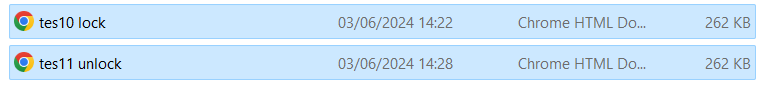 tes10 lock 03/06/2024 14:22 Chrome HTML Do... 262 KB
tes11 unlock 03/06/2024 14:28 Chrome HTML Do... 262 KB